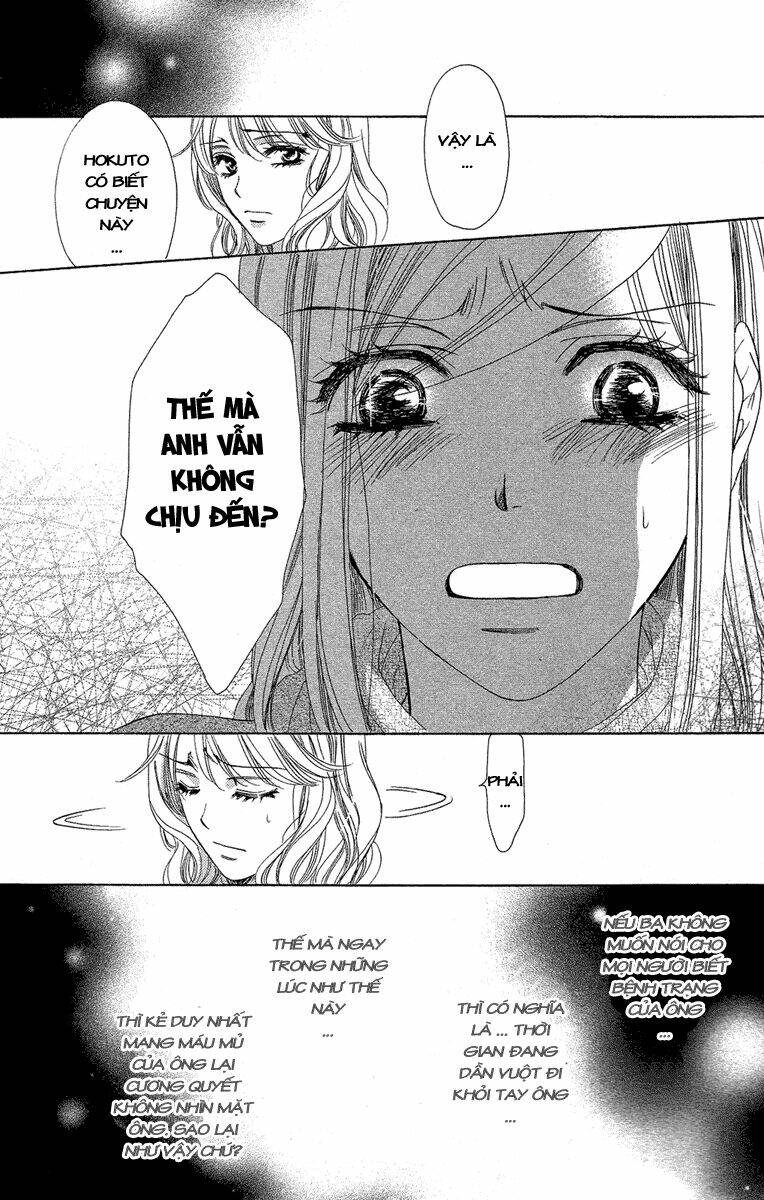 VẬY LÀ
...
HOKUTO
CÓ BIẾT
CHUYỆN
NÀY
...
THẾ MÀ
ANH VẪN
KHÔNG
CHỊU ĐẾN?
PHẢI
...
NẾU BA KHÔNG
MUỐN NÓI CHO
MỌI NGƯỜI BIẾT
BỆNH TRẠNG
CỦA ÔNG
...
THÌ CÓ NGHĨA
LÀ ... THỜI
GIAN ĐANG
DẦN VUỘT ĐI
KHỎI TAY ÔNG
...
THẾ MÀ NGAY
TRONG NHỮNG
LÚC NHƯ THẾ
NÀY
...
THÌ KẺ DUY NHẤT
MANG MÁU MỦ
CỦA ÔNG LẠI
CƯƠNG QUYẾT
KHÔNG NHÌN MẶT
ÔNG, SAO LẠI
NHƯ VẬY CHỨ?